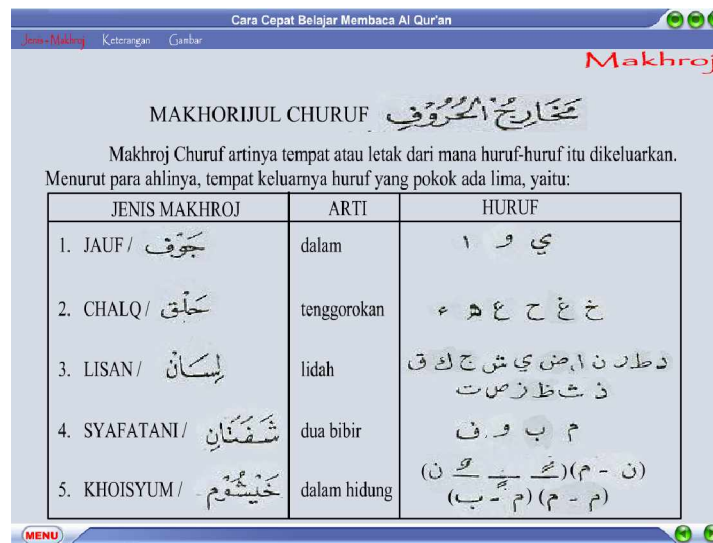 Cara Cepat Belajar Membaca Al Qur'an
Jenis-Makhroj Keterangan Gambar
Makhroj
MAKHORIJUL CHURUF مَخَارِجُ الْحُرُوْفِ
Makhroj Churuf artinya tempat atau letak dari mana huruf-huruf itu dikeluarkan.
Menurut para ahlinya, tempat keluarnya huruf yang pokok ada lima, yaitu:
JENIS MAKHROJ ARTI HURUF
1. JAUF / جَوْف dalam ي و ا
2. CHALQ / حَلْق tenggorokan خ غ ح ع ه ء
3. LISAN / لِسَانْ lidah
4. SYAFATANI / شَفَتَانِ dua bibir م ب و ف
5. KHOISYUM / خَيْشُوْم dalam hidung
(م - م) (م - ب)
MENU